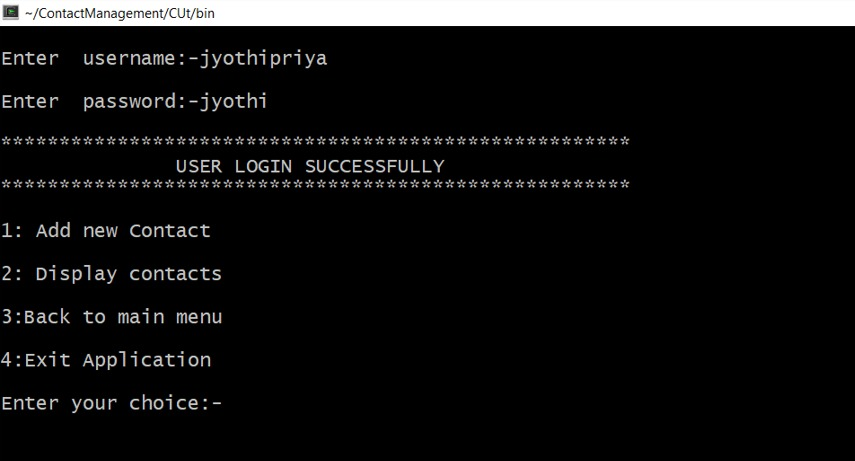 ~/ContactManagement/CUt/bin
Enter  username:-jyothipriya
Enter  password:-jyothi
******************************************************
USER LOGIN SUCCESSFULLY
******************************************************
1: Add new Contact
2: Display contacts
3:Back to main menu
4:Exit Application
Enter your choice:-